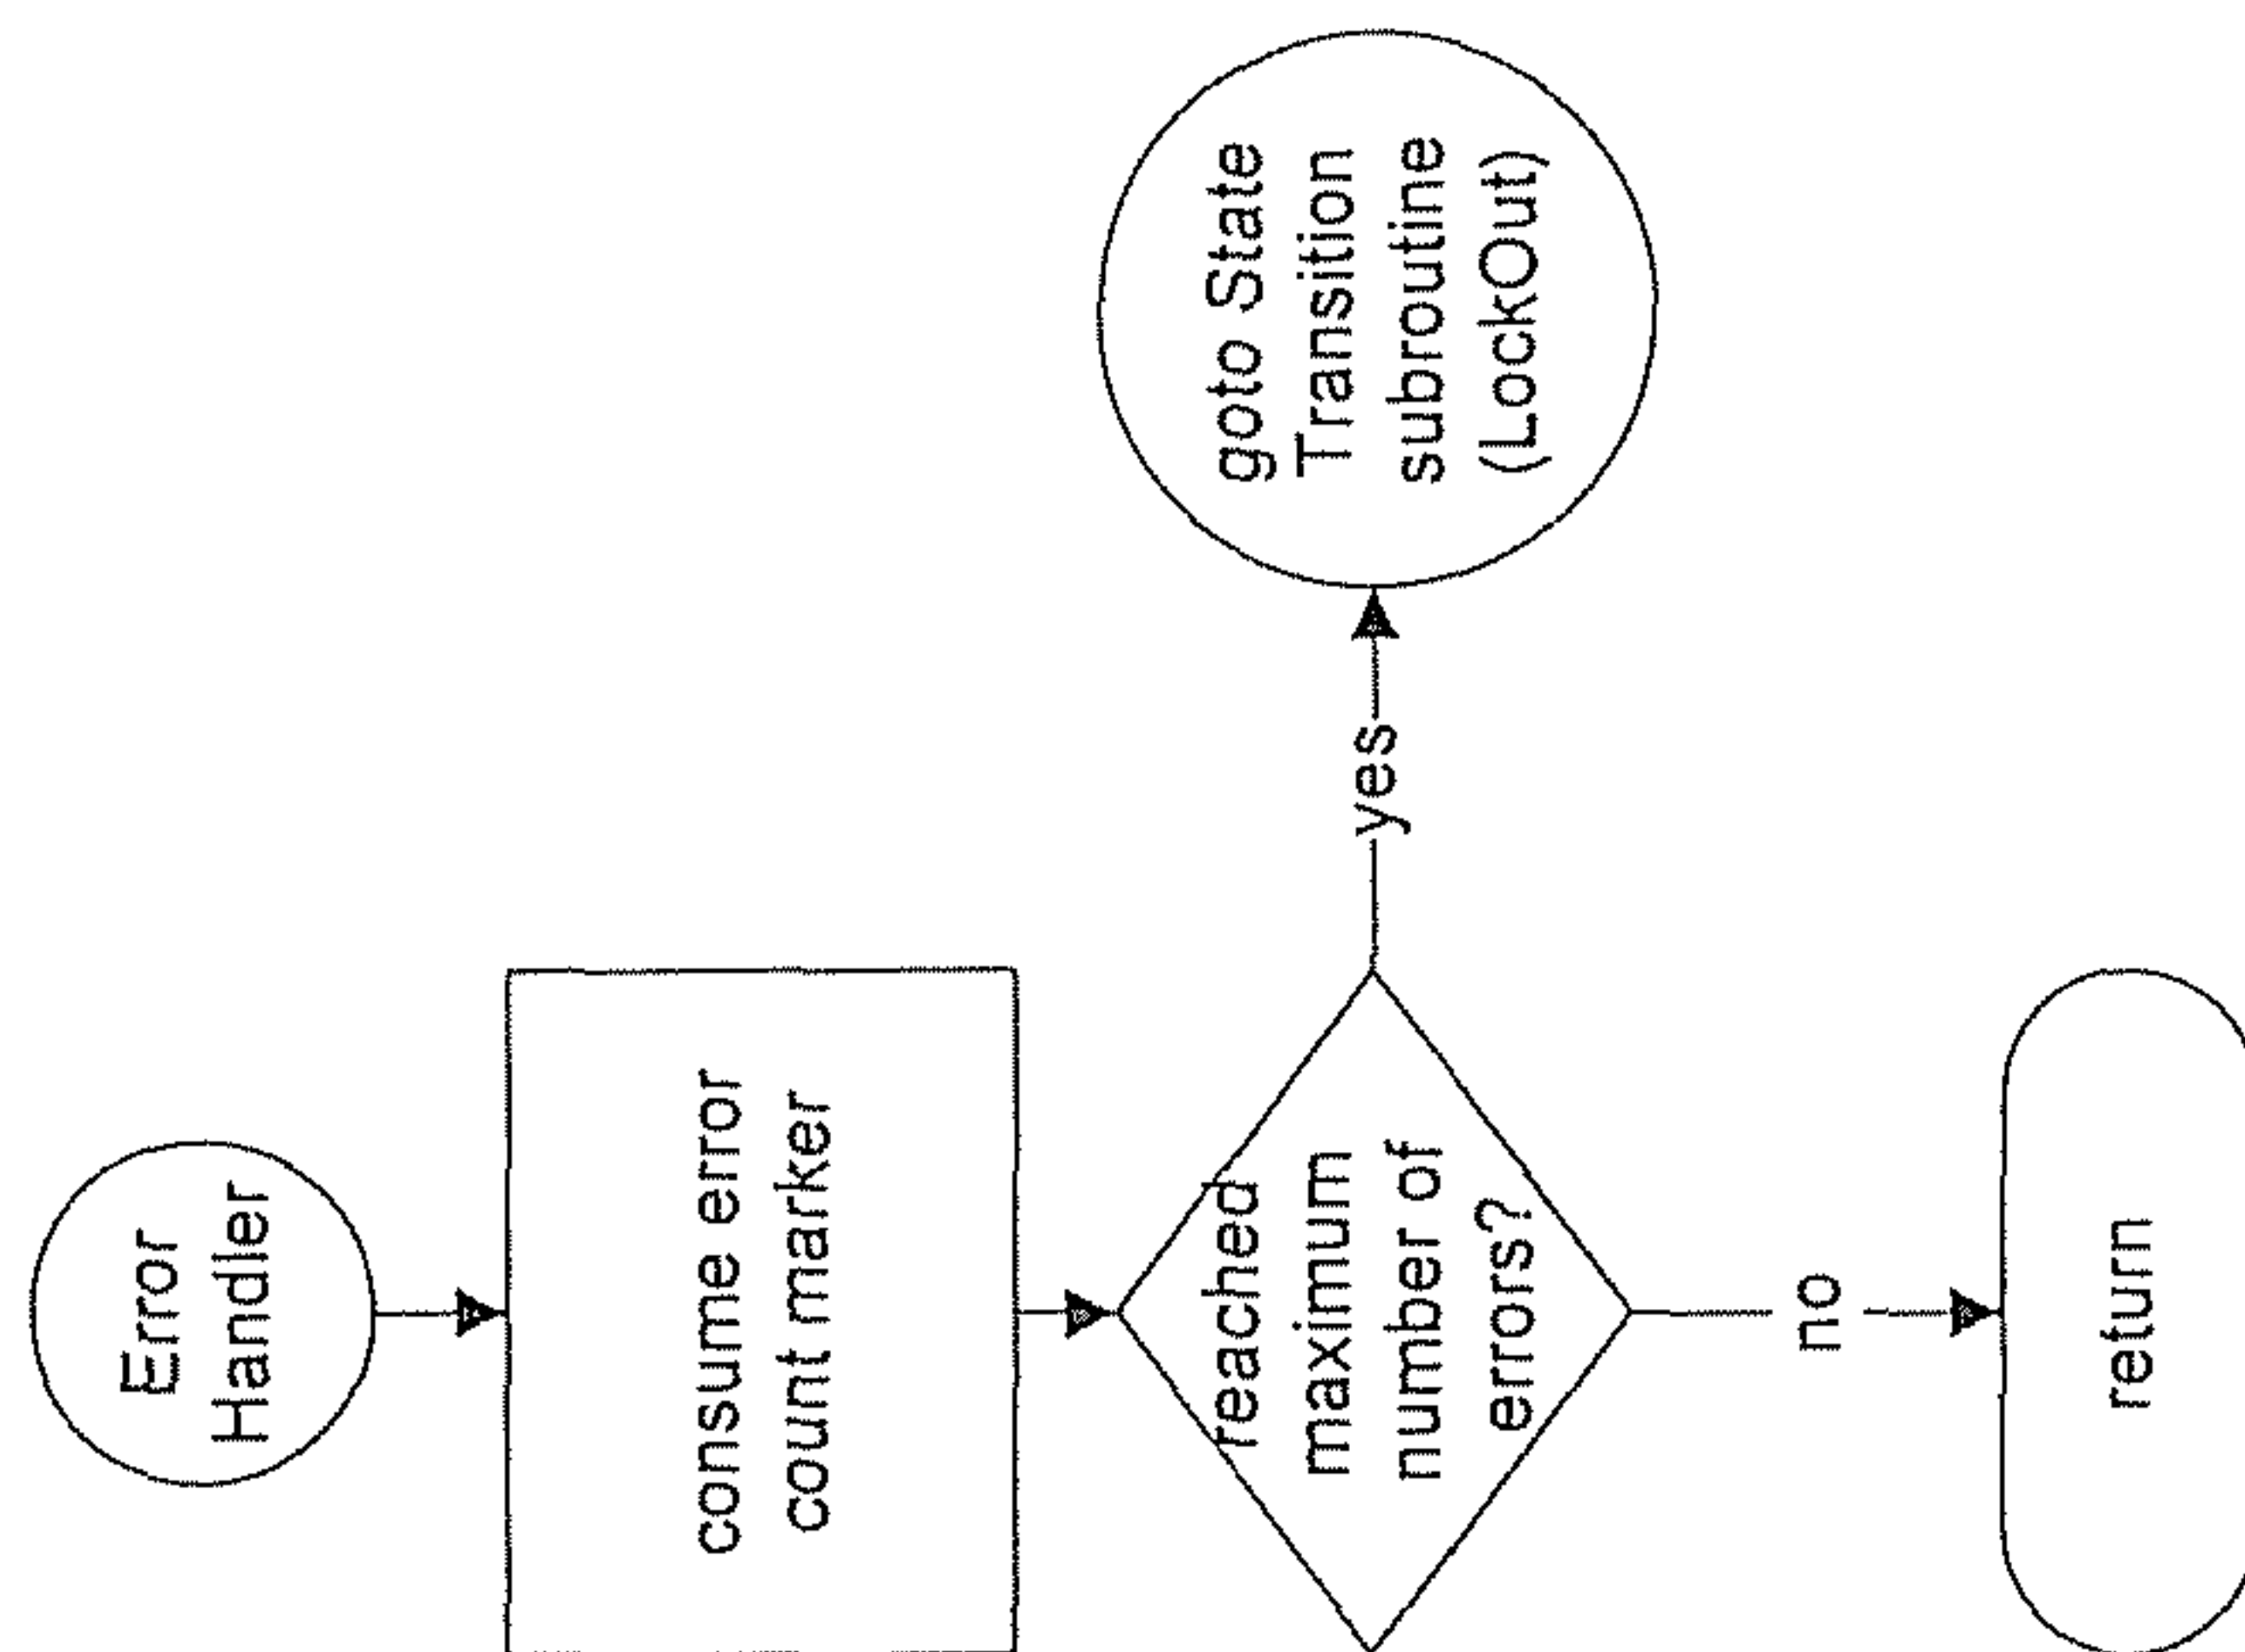 Error
Handler
consume error
count marker
reached
maximum
number of
errors?
yes
goto State
Transition
subroutine
(LockOut)
no
return